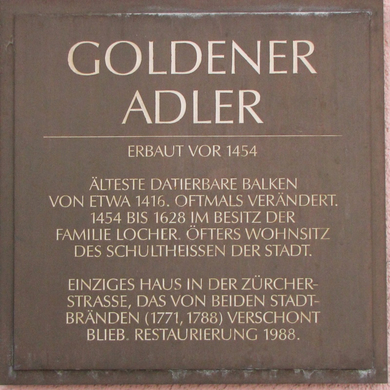 GOLDENER
ADLER
ERBAUT VOR 1454
ÄLTESTE DATIERBARE BALKEN
VON ETWA 1416. OFTMALS VERÄNDERT.
1454 BIS 1628 IM BESITZ DER
FAMILIE LOCHER. ÖFTERS WOHNSITZ
DES SCHULTHEISSEN DER STADT.
EINZIGES HAUS IN DER ZÜRCHER-
STRASSE, DAS VON BEIDEN STADT-
BRÄNDEN (1771, 1788) VERSCHONT
BLIEB. RESTAURIERUNG 1988.